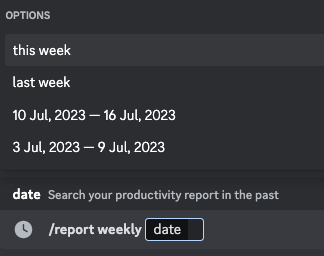 OPTIONS
this week
last week
10 Jul, 2023 — 16 Jul, 2023
3 Jul, 2023 — 9 Jul, 2023
date Search your productivity report in the past
/report weekly date